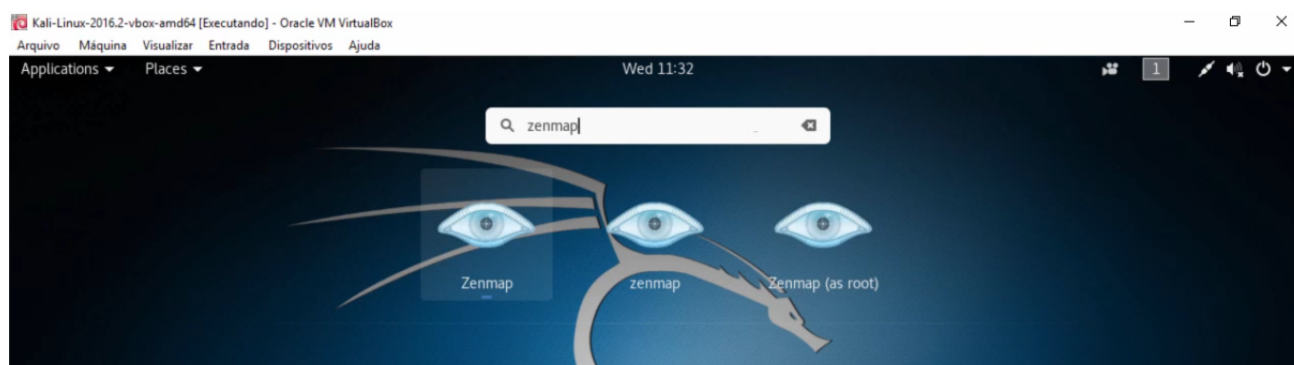 Kali-Linux-2016.2-vbox-amd64 [Executando] - Oracle VM VirtualBox
Arquivo Máquina Visualizar Entrada Dispositivos Ajuda
Applications Places Wed 11:32 1
zenmap
Zenmap zenmap Zenmap (as root)